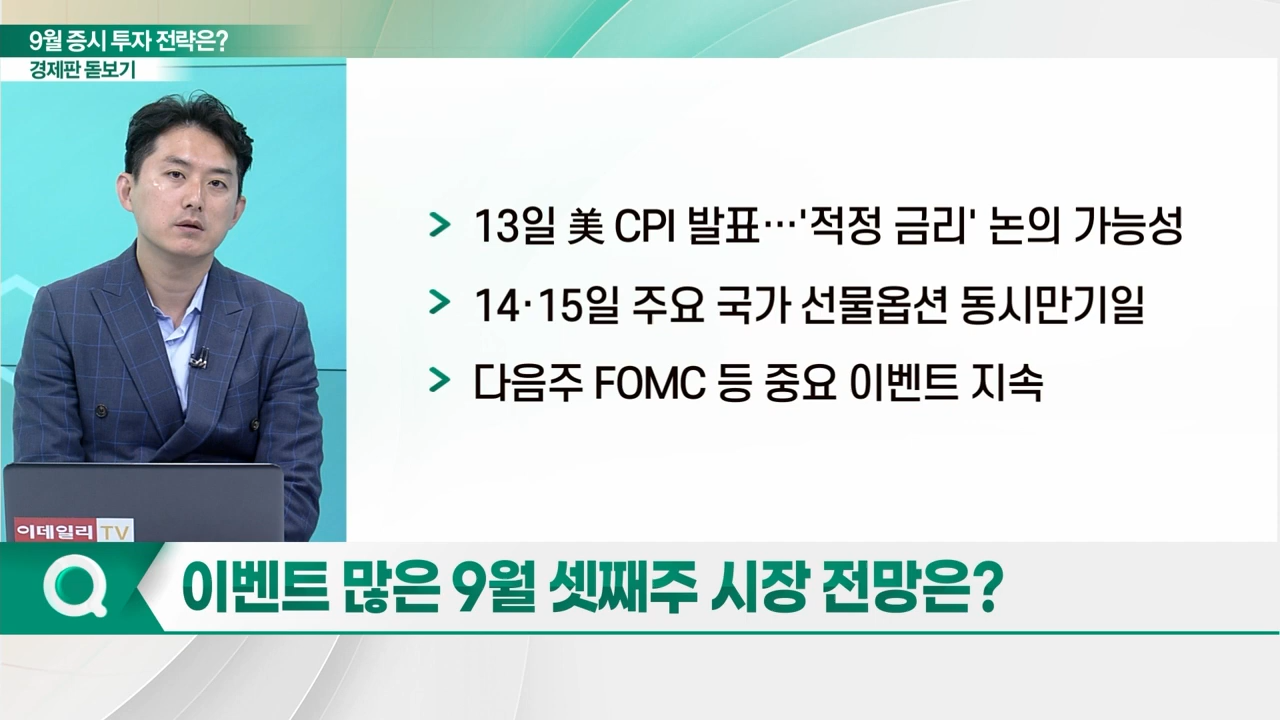 9월 증시 투자 전략은?
경제판 돋보기
13일 美 CPI 발표…'적정 금리' 논의 가능성
14·15일 주요 국가 선물옵션 동시만기일
다음주 FOMC 등 중요 이벤트 지속
이데일리 TV
이벤트 많은 9월 셋째주 시장 전망은?